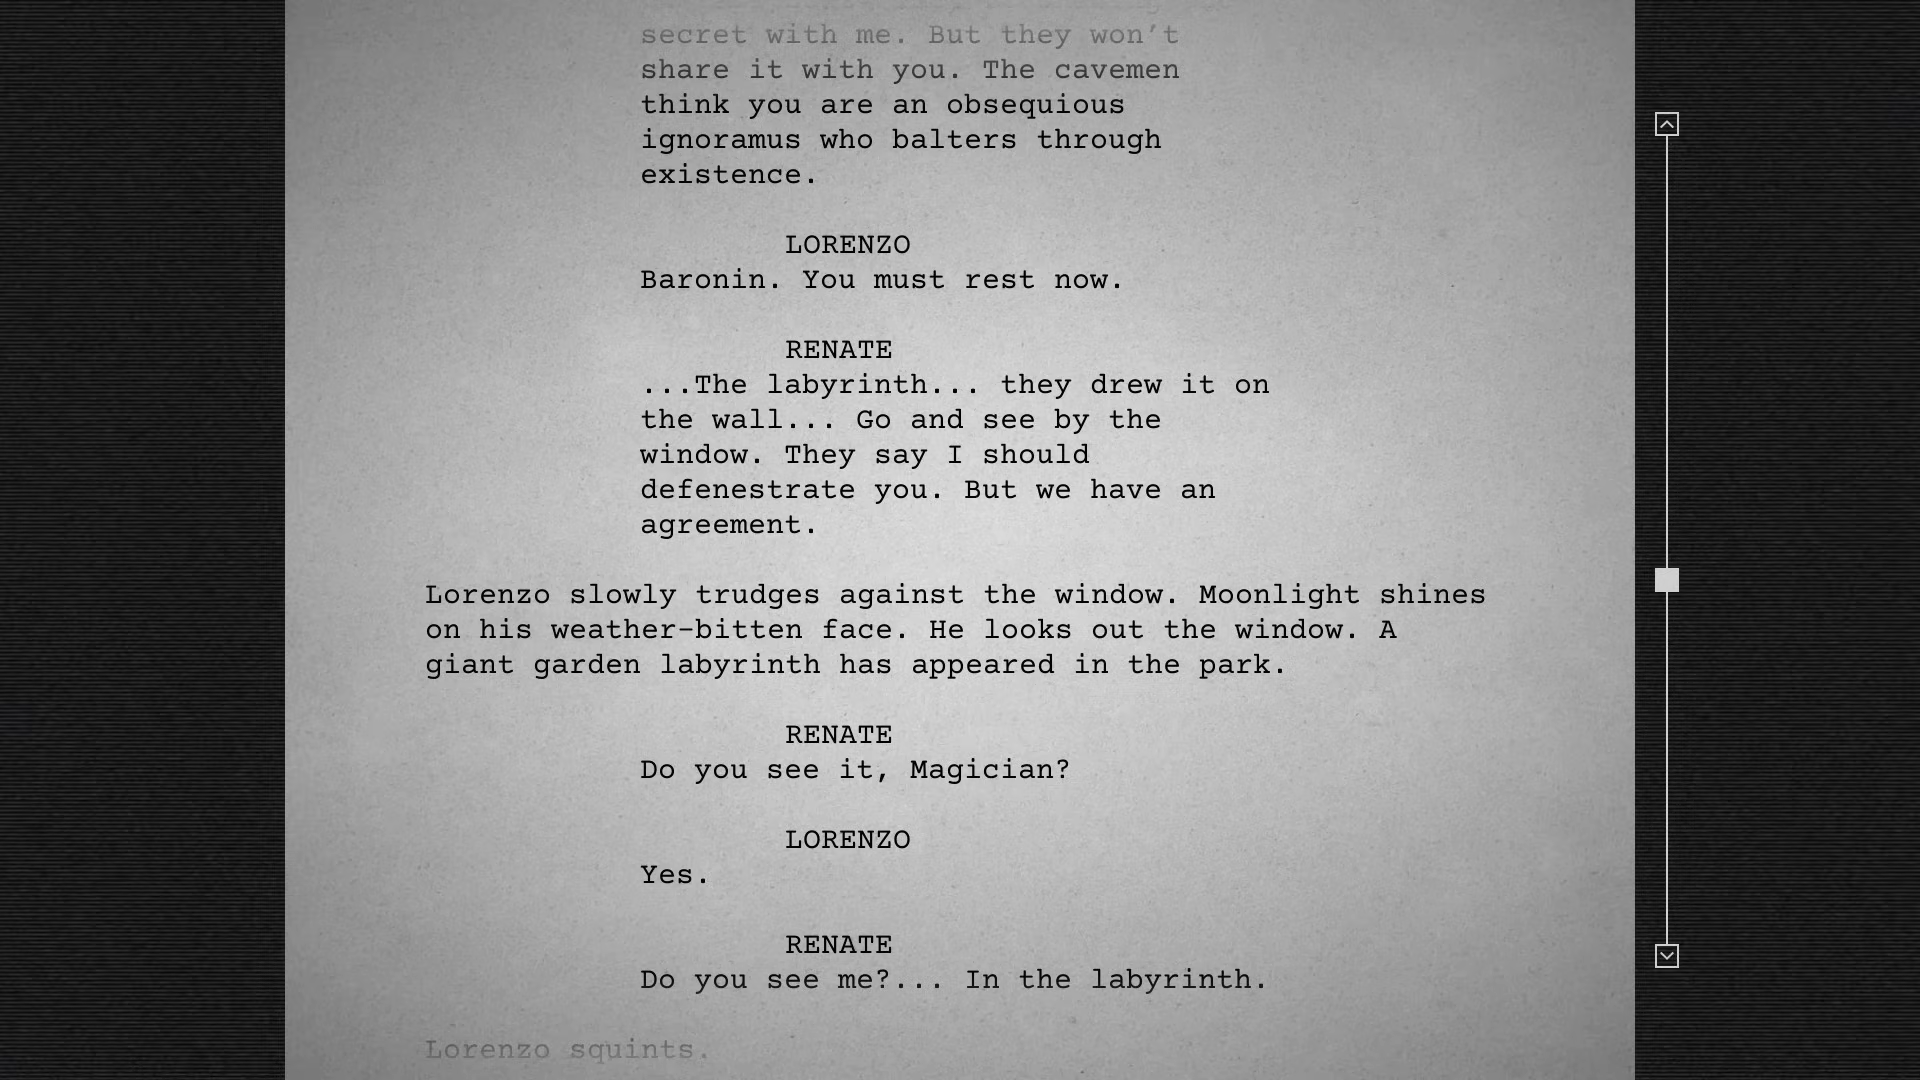 secret with me. But they won't
share it with you. The cavemen
think you are an obsequious
ignoramus who balters through
existence.
LORENZO
Baronin. You must rest now.
RENATE
...The labyrinth... they drew it on
the wall... Go and see by the
window. They say I should
defenestrate you. But we have an
agreement.
Lorenzo slowly trudges against the window. Moonlight shines
on his weather-bitten face. He looks out the window. A
giant garden labyrinth has appeared in the park.
RENATE
Do you see it, Magician?
LORENZO
Yes.
RENATE
Do you see me?... In the labyrinth.
Lorenzo squints.